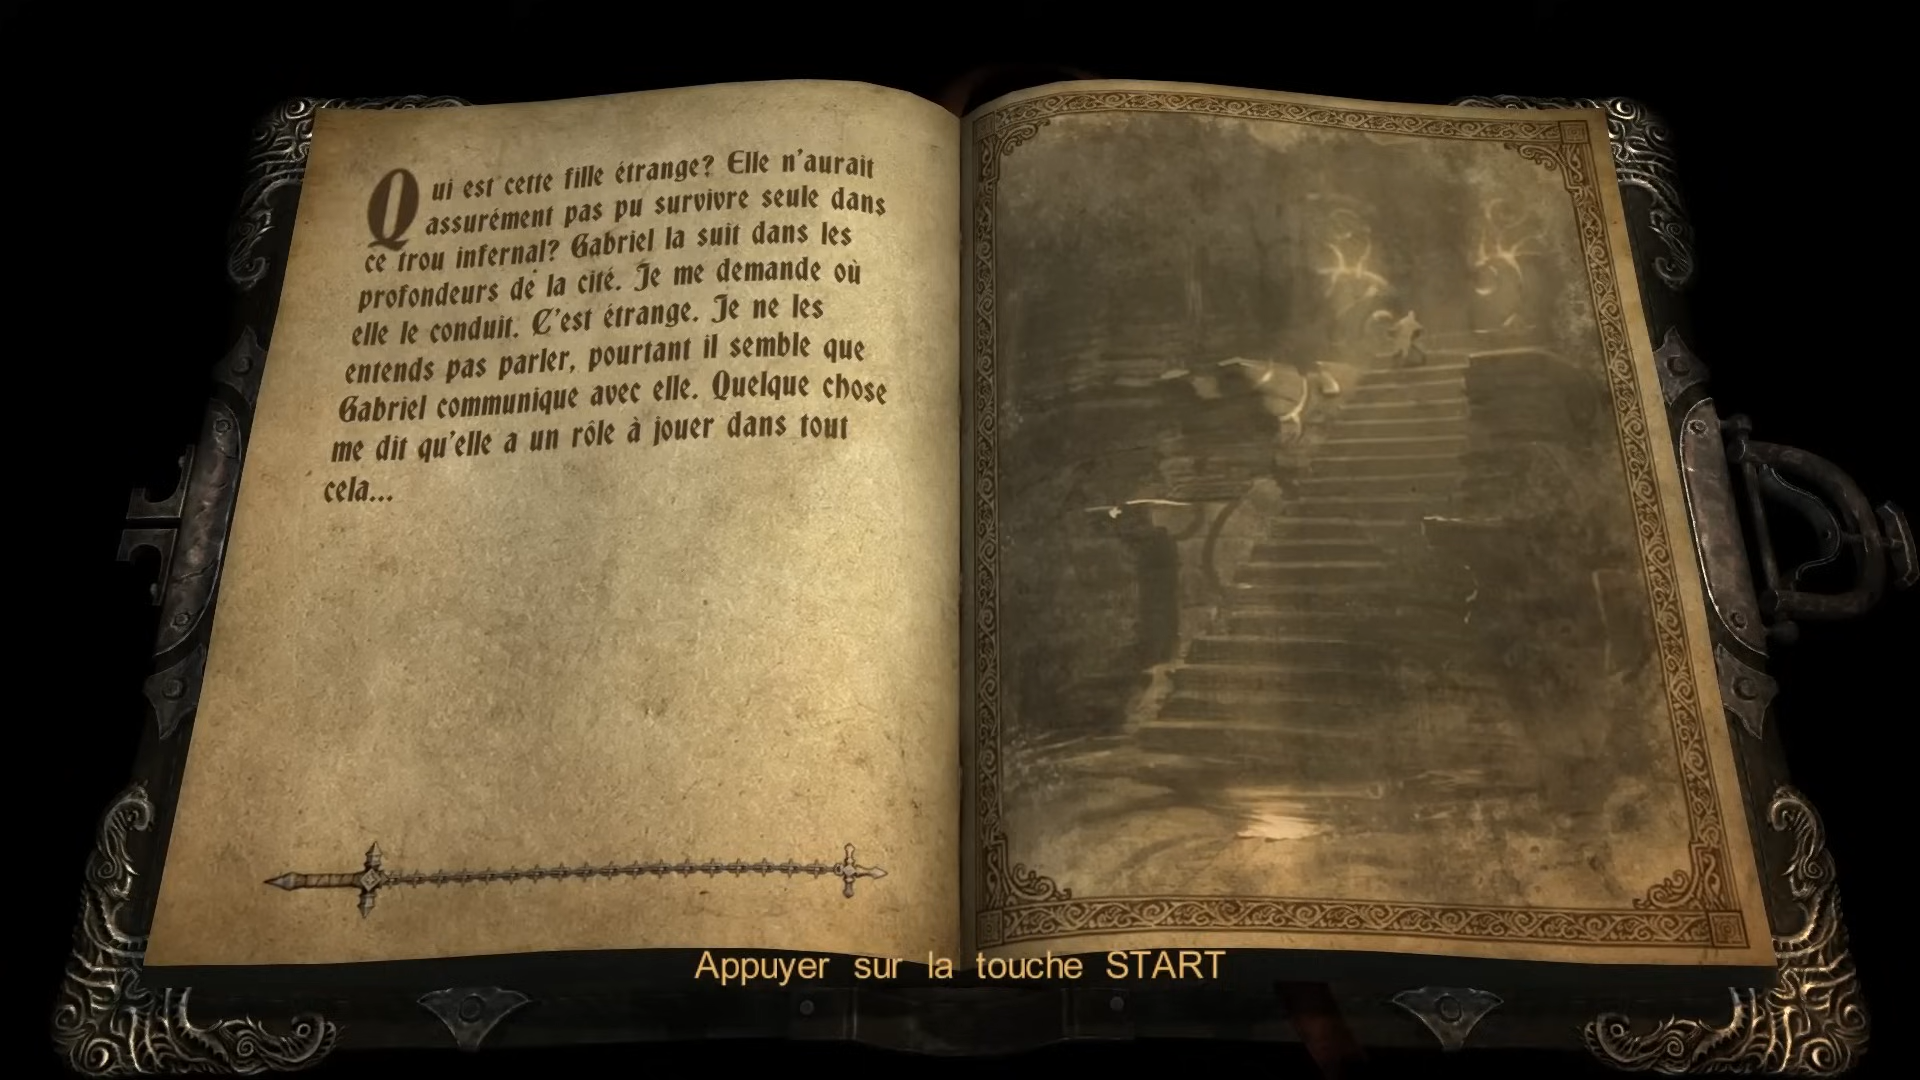 Qui est cette fille étrange? Elle n'aurait
assurément pas pu survivre seule dans
ce trou infernal? Gabriel la suit dans les
profondeurs de la cité. Je me demande où
elle le conduit. C'est étrange. Je ne les
entends pas parler, pourtant il semble que
Gabriel communique avec elle. Quelque chose
me dit qu'elle a un rôle à jouer dans tout
cela...
Appuyer sur la touche START